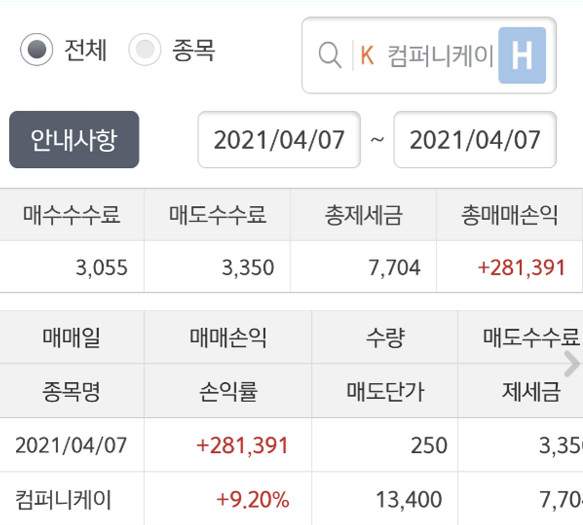 전체 종목 K 컴퍼니케이 H
안내사항 2021/04/07 ~ 2021/04/07
매수수수료 매도수수료 총제세금 총매매손익
3,055 3,350 7,704 +281,391
매매일 매매손익 수량 매도수수료
종목명 손익률 매도단가 제세금
2021/04/07 +281,391 250 3,35
컴퍼니케이 +9.20% 13,400 7,70